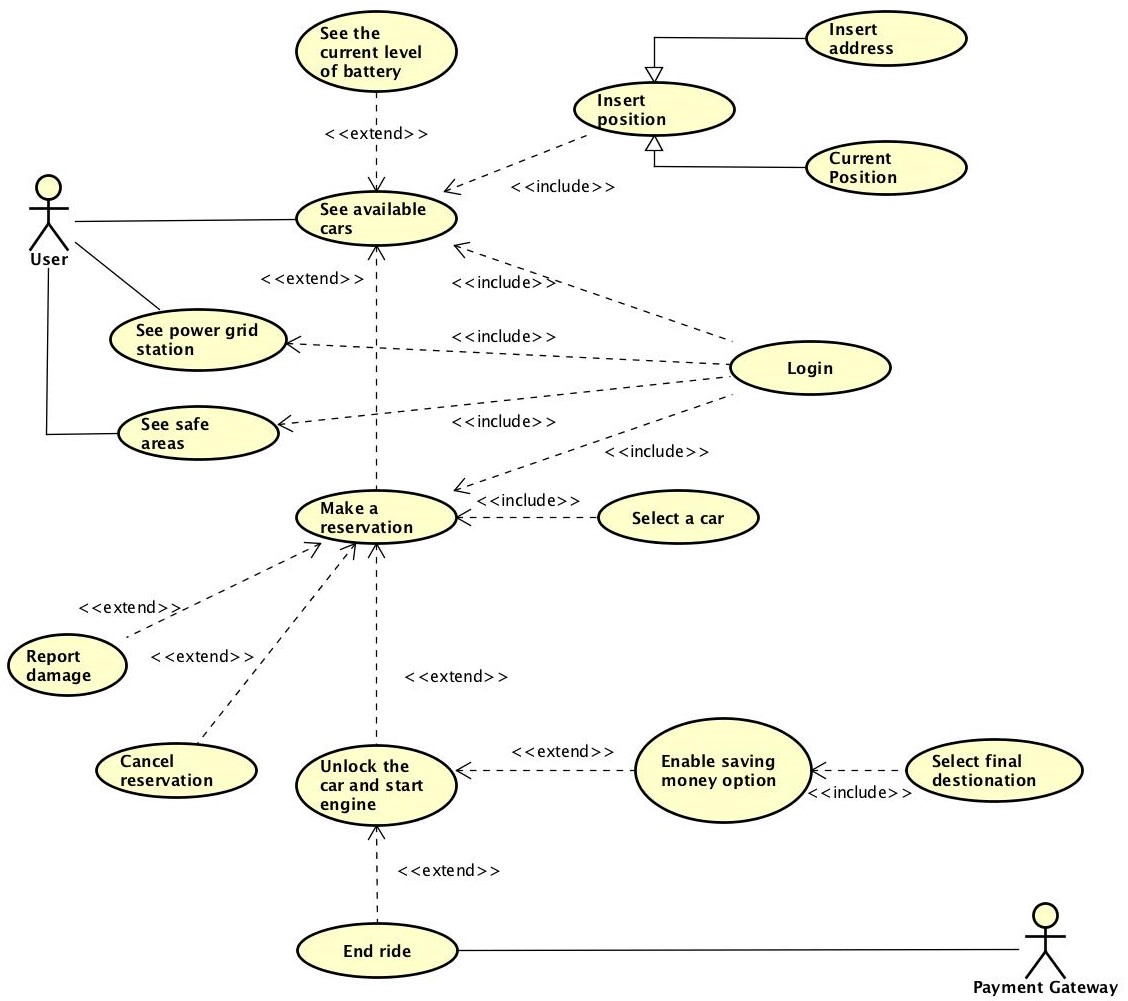 See the
current level
of battery
Insert
address
Insert
position
<<extend>>
Current
Position
<<include>>
See available
cars
User
<<extend>>
<<include>>
See power grid
station
<<include>>
Login
See safe
areas
<<include>>
<<include>>
Make a
reservation
<<include>>
Select a car
<<extend>>
Report
damage
<<extend>>
<<extend>>
Cancel
reservation
Unlock the
car and start
engine
<<extend>>
Enable saving
money option
Select final
destionation
<<include>>
<<extend>>
End ride
Payment Gateway